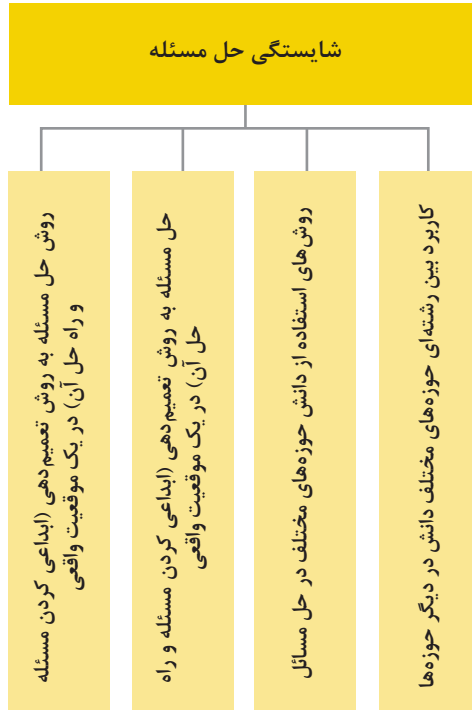 شایستگی حل مسئله
کاربرد بین رشته‌ای حوزه‌های مختلف دانش در دیگر حوزه‌ها
روش‌های استفاده از دانش حوزه‌های مختلف در حل مسائل
حل مسئله به روش تعمیم‌دهی (ابداعی کردن مسئله و راه
حل آن) در یک موقعیت واقعی
روش حل مسئله به روش تعمیم‌دهی (ابداعی کردن مسئله
و راه حل آن) در یک موقعیت واقعی